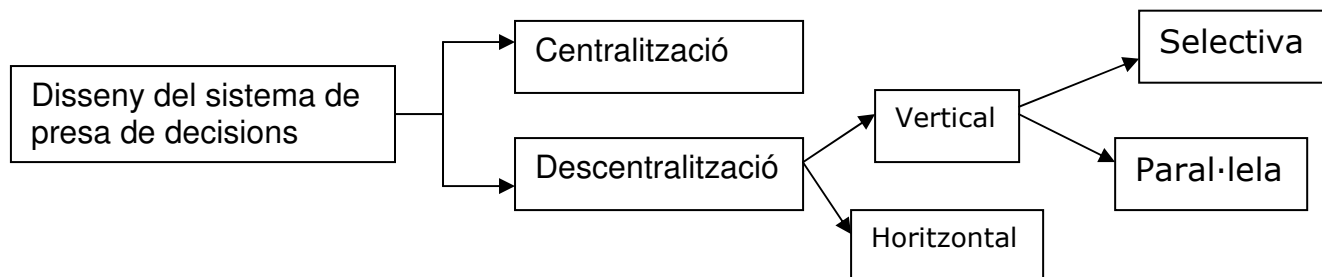 Disseny del sistema de
presa de decisions
Centralització
Descentralització
Vertical
Horitzontal
Selectiva
Paral·lela